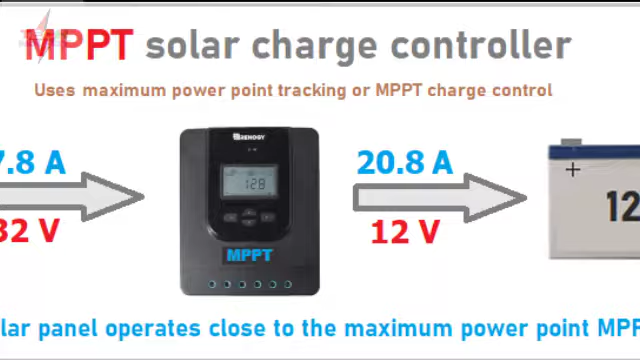 MPPT solar charge controller
Uses maximum power point tracking or MPPT charge control
7.8 A
32 V
RENOGY
128
MPPT
20.8 A
12 V
+
12
lar panel operates close to the maximum power point MPP